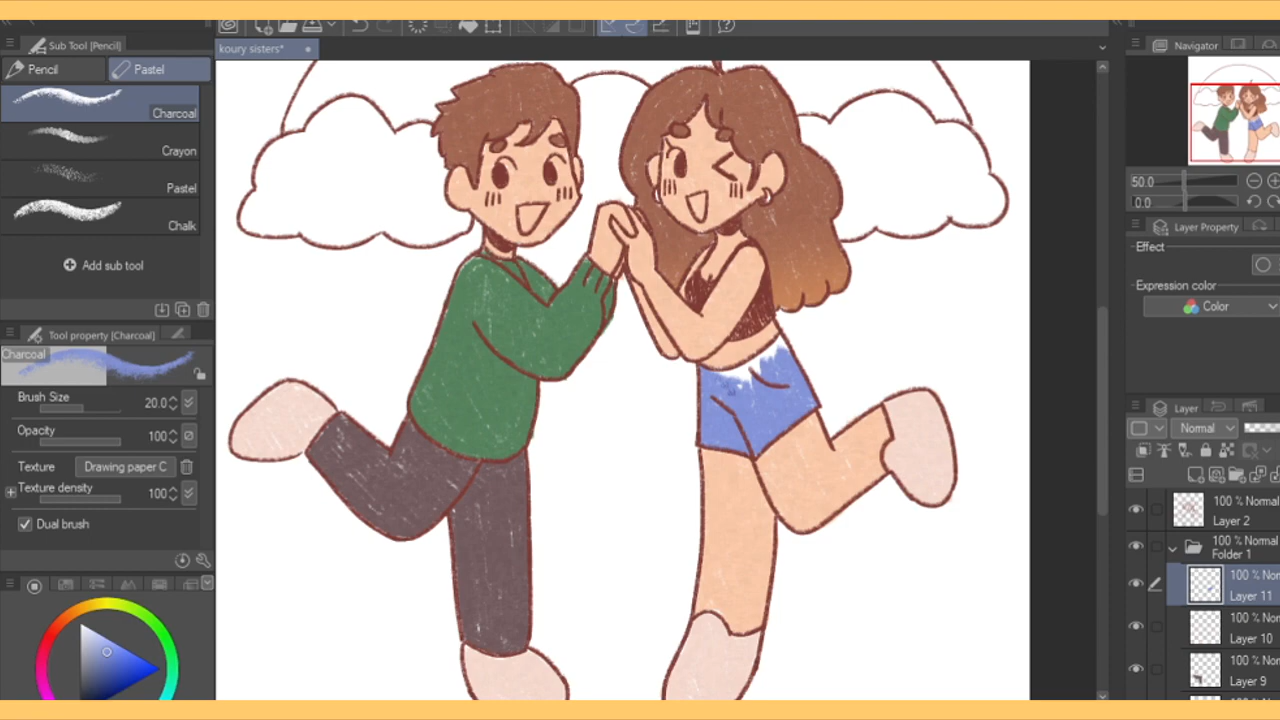 Sub Tool [Pencil]
Pencil
Pastel
Charcoal
Crayon
Pastel
Chalk
Add sub tool
Tool property [Charcoal]
Charcoal
Brush Size
20.0
Opacity
100
Texture
Drawing paper C
Texture density
100
Dual brush
koury sisters*
Navigator
50.0
0.0
Layer Property
Effect
Expression color
Color
Layer
Normal
100 % Normal
Layer 2
100 % Normal
Folder 1
100 % Nor
Layer 11
100 % Nor
Layer 10
100 % Nor
Layer 9